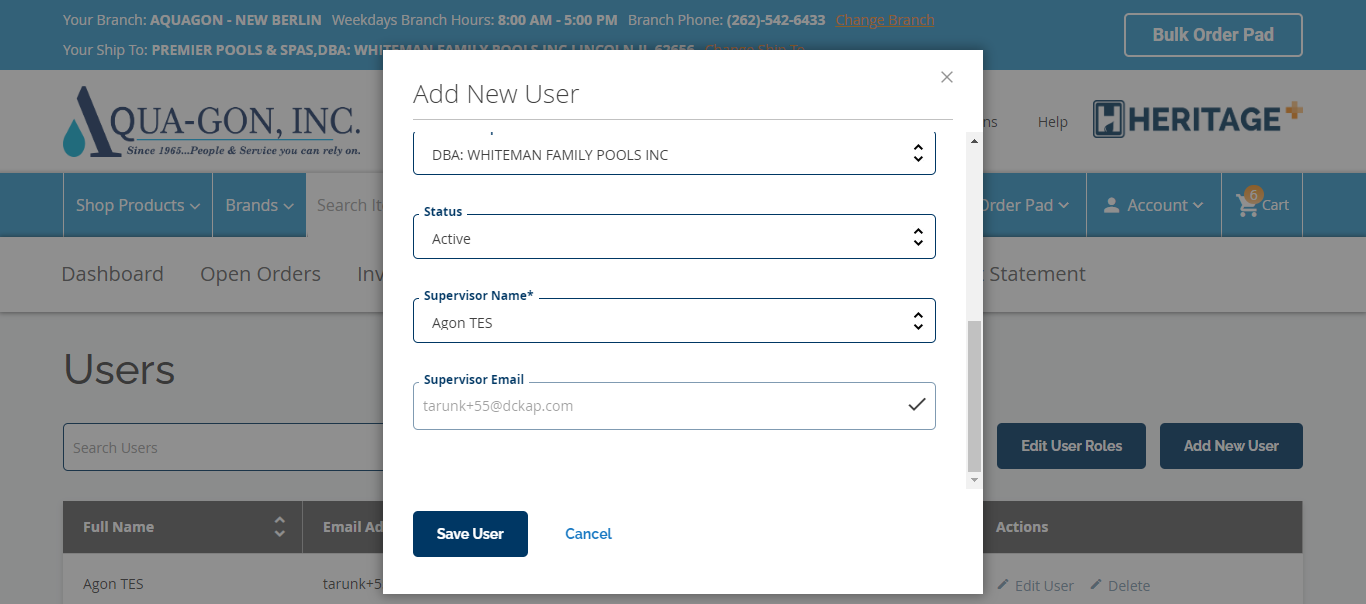 Your Branch: AQUAGON - NEW BERLIN Weekdays Branch Hours: 8:00 AM - 5:00 PM Branch Phone: (262)-542-6433 Change Branch
Your Ship To: PREMIER POOLS & SPAS,DBA: WHITEMAN FAMILY POOLS INC LINCOLN IL 62656 Change Ship To
Bulk Order Pad
AQUA-GON, INC.
Since 1965...People & Service you can rely on.
Help
HERITAGE+
Shop Products
Brands
Search
Order Pad
Account
6
Cart
Dashboard
Open Orders
Statement
Users
Search Users
Edit User Roles
Add New User
Full Name
Email
Actions
Agon TES
tarunk+5
Edit User
Delete
Add New User
DBA: WHITEMAN FAMILY POOLS INC
Status
Active
Supervisor Name*
Agon TES
Supervisor Email
tarunk+55@dckap.com
Save User
Cancel